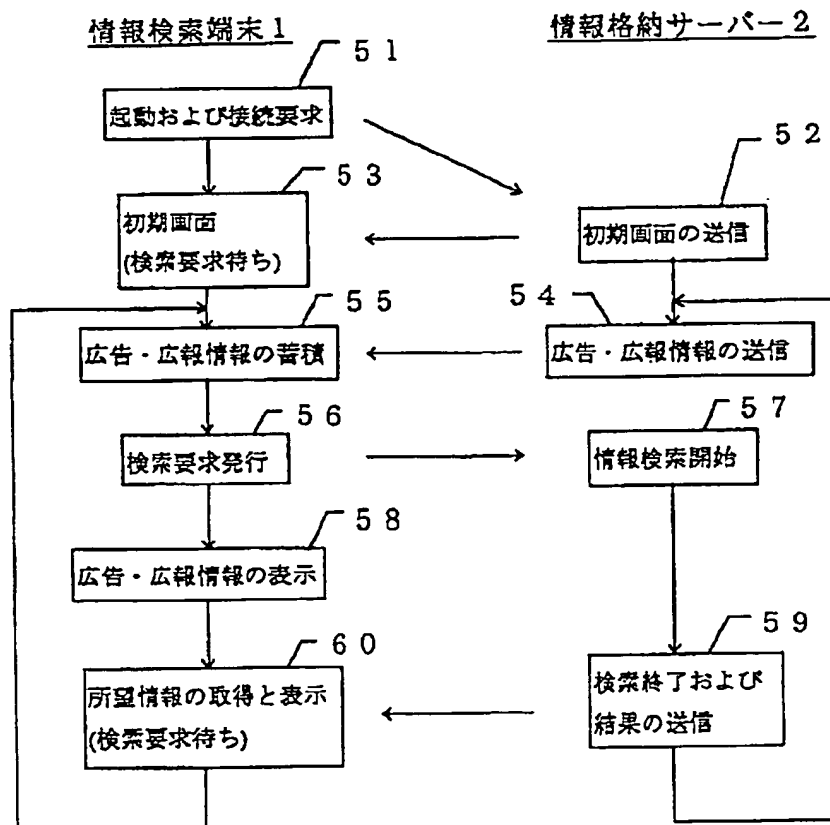 情報検索端末1
情報格納サーバー2
51
起動および接続要求
52
初期画面の送信
53
初期画面
(検索要求待ち)
54
広告・広報情報の送信
55
広告・広報情報の蓄積
56
検索要求発行
57
情報検索開始
58
広告・広報情報の表示
59
検索終了および
結果の送信
60
所望情報の取得と表示
(検索要求待ち)